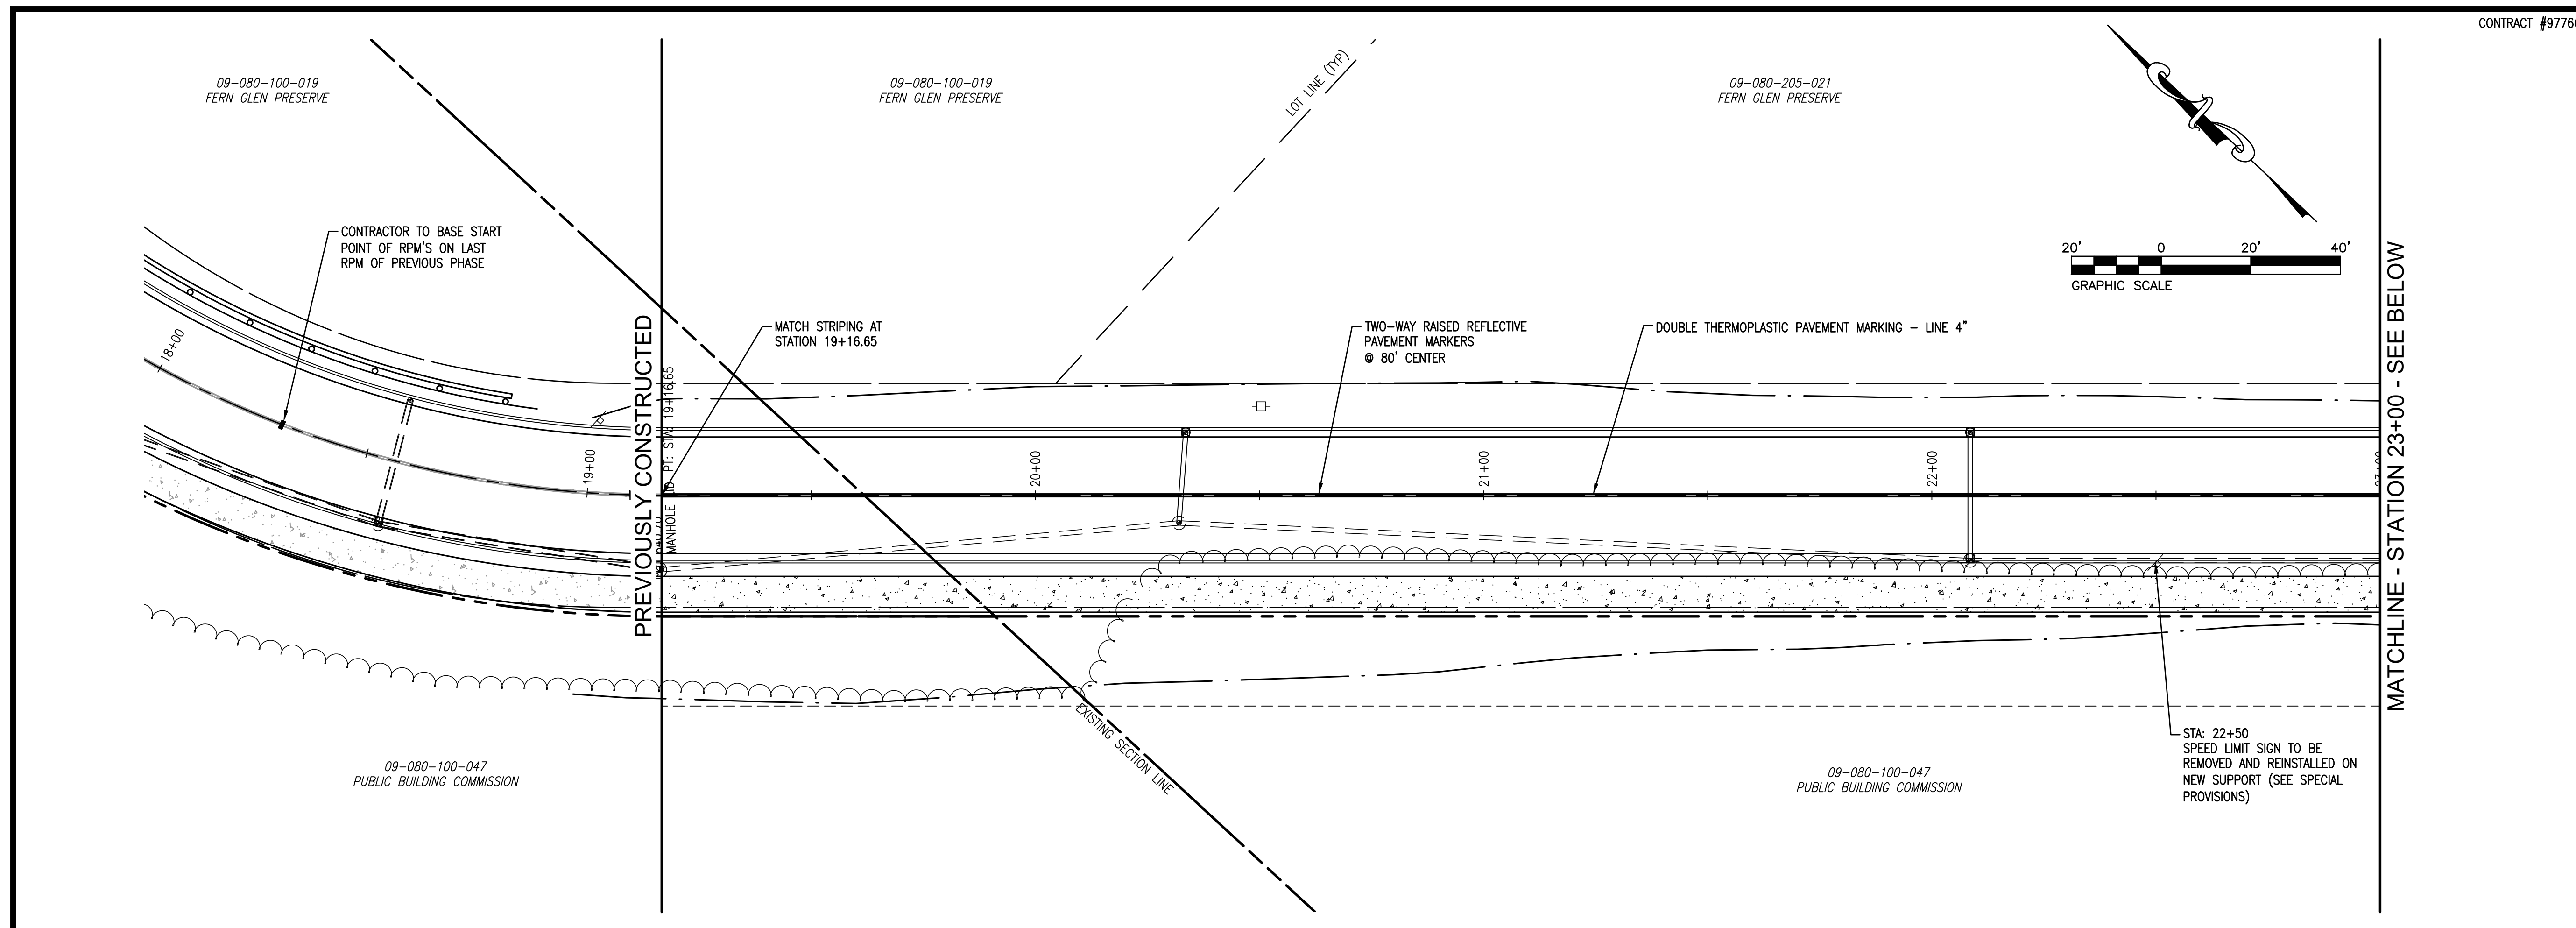 CONTRACT #9776
09-080-100-019
FERN GLEN PRESERVE
09-080-100-019
FERN GLEN PRESERVE
LOT LINE (TYP)
09-080-205-021
FERN GLEN PRESERVE
CONTRACTOR TO BASE START
POINT OF RPM'S ON LAST
RPM OF PREVIOUS PHASE
20' 0 20' 40'
GRAPHIC SCALE
MATCH STRIPING AT
STATION 19+16.65
TWO-WAY RAISED REFLECTIVE
PAVEMENT MARKERS
@ 80' CENTER
DOUBLE THERMOPLASTIC PAVEMENT MARKING - LINE 4"
18+00
19+00
PREVIOUSLY CONSTRUCTED
PT: STA: 19+16.65
MANHOLE
20+00
21+00
22+00
MATCHLINE - STATION 23+00 - SEE BELOW
EXISTING SECTION LINE
STA: 22+50
SPEED LIMIT SIGN TO BE
REMOVED AND REINSTALLED ON
NEW SUPPORT (SEE SPECIAL
PROVISIONS)
09-080-100-047
PUBLIC BUILDING COMMISSION
09-080-100-047
PUBLIC BUILDING COMMISSION